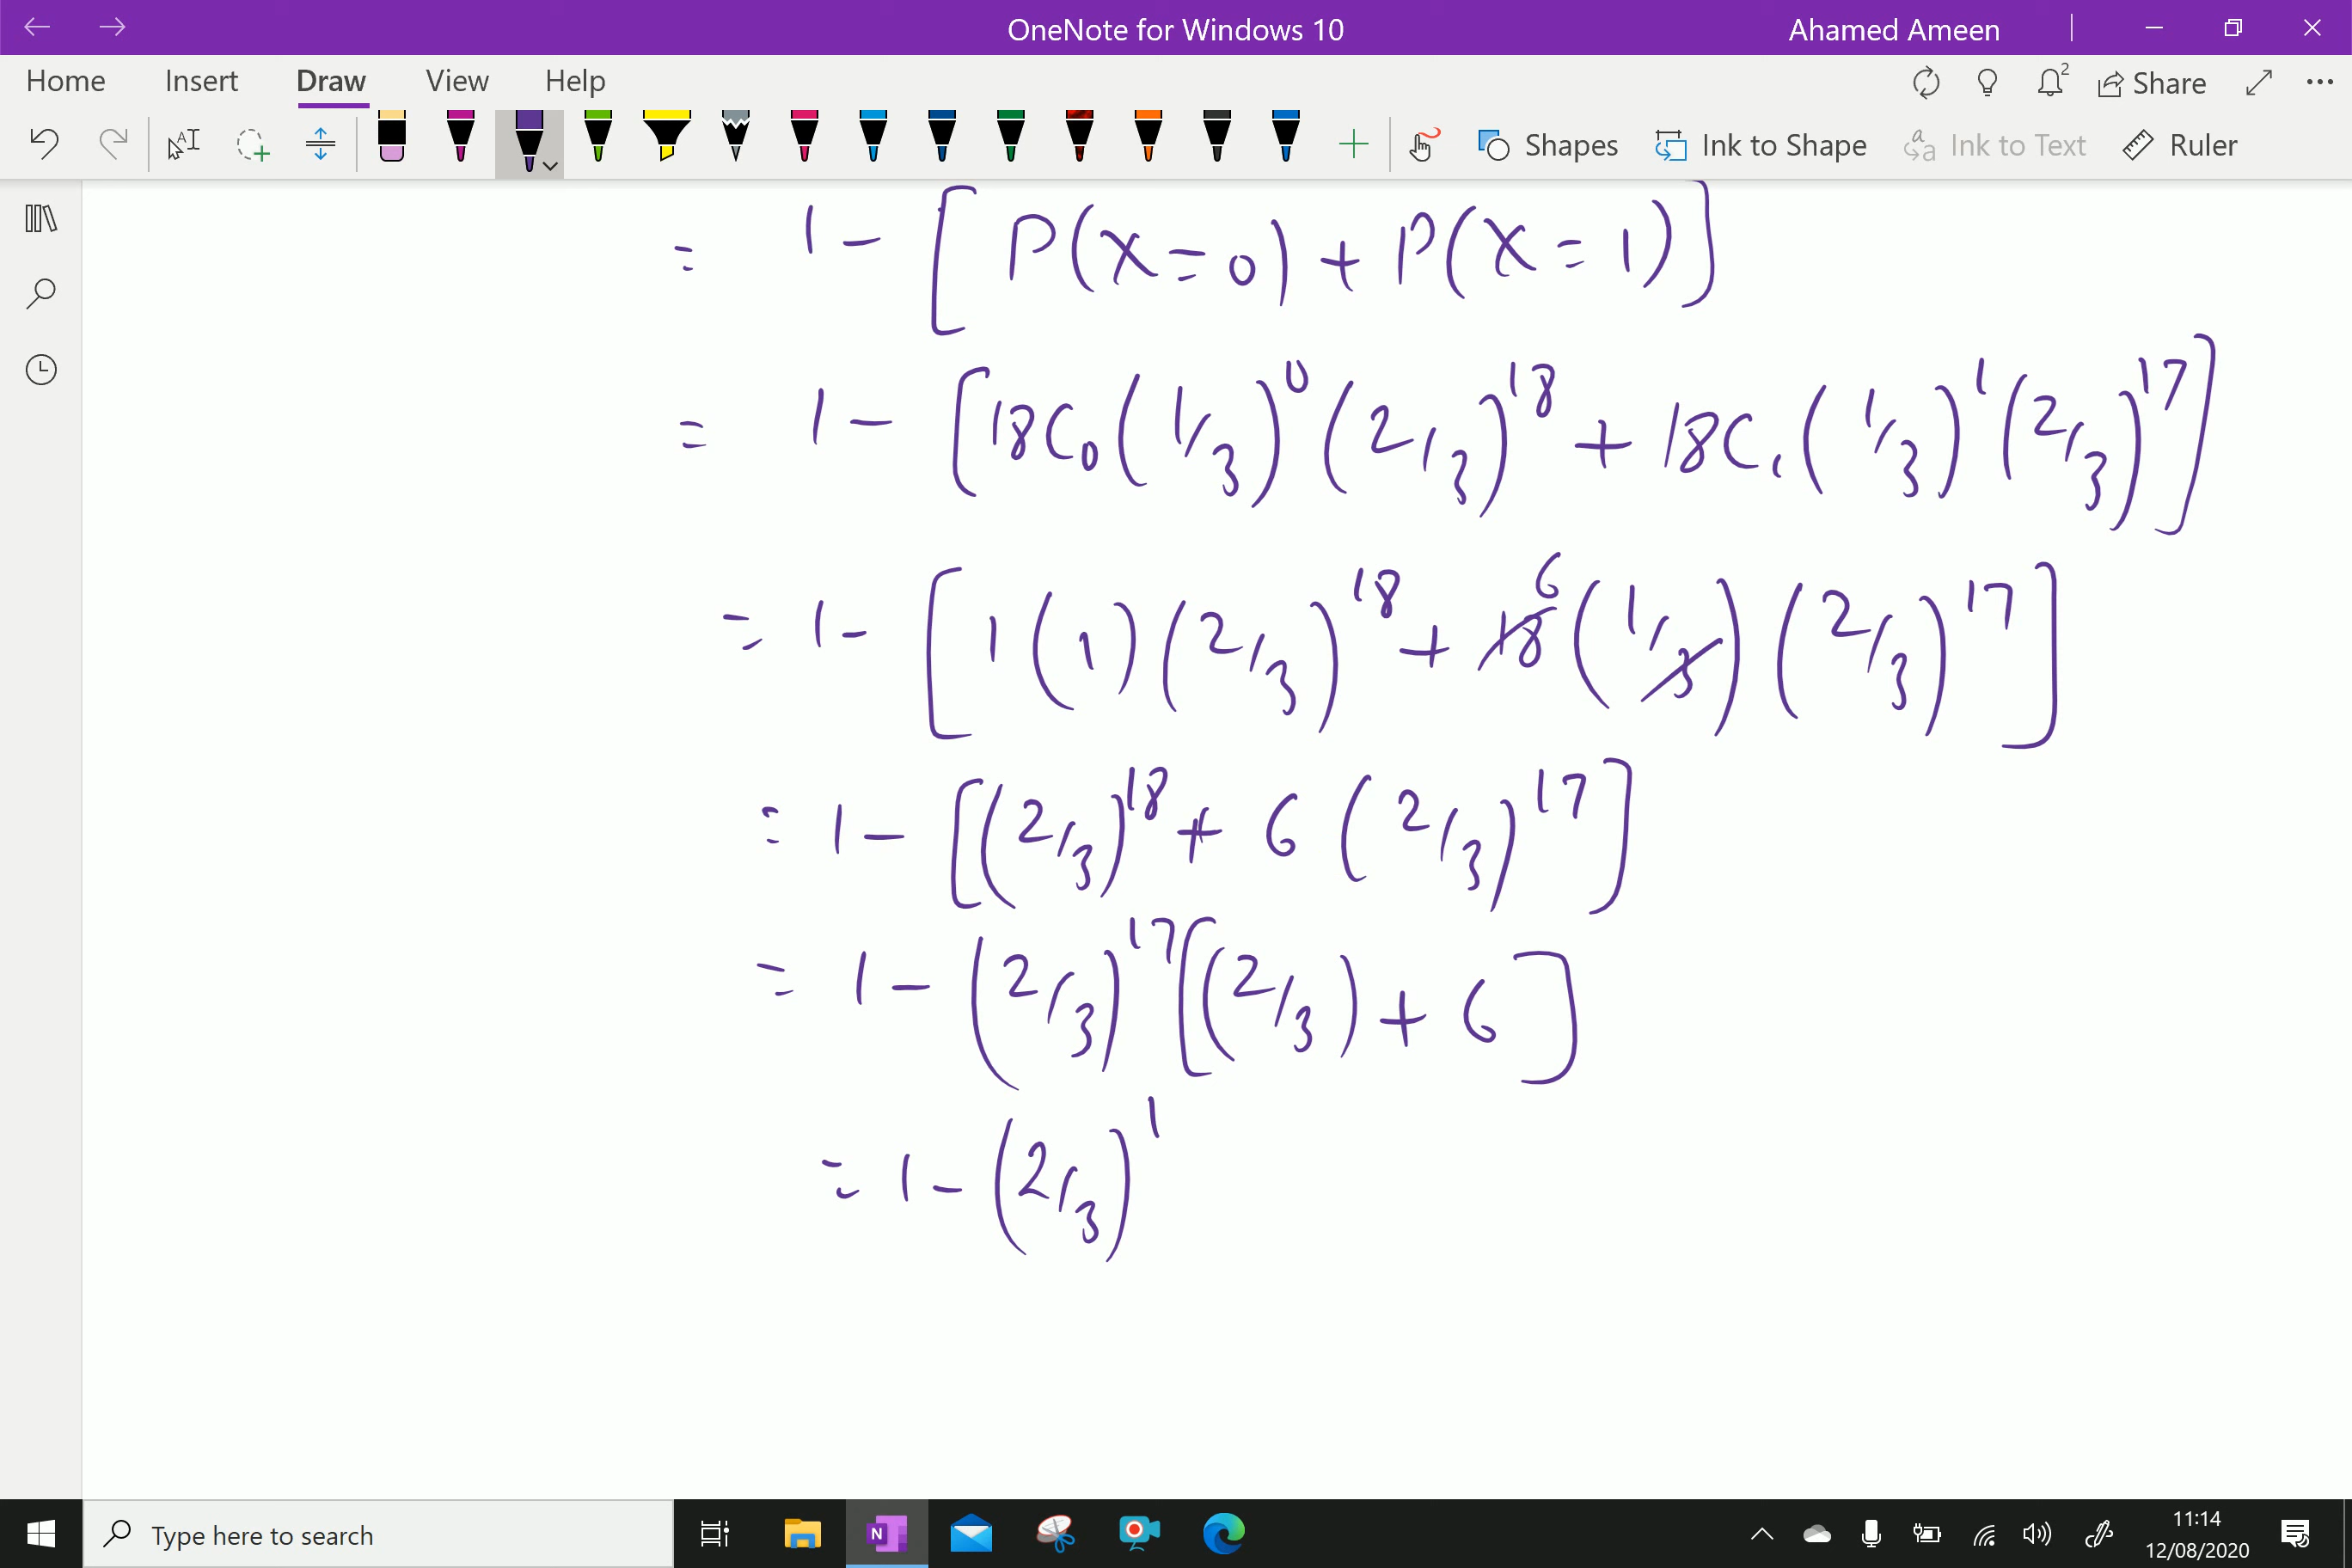 OneNote for Windows 10
Ahamed Ameen
Home Insert Draw View Help
2 Share
Shapes Ink to Shape Ink to Text Ruler
= 1 - [ P(X=0) + P(X=1) ]
= 1 - [ 18C₀ (1/3)⁰ (2/3)¹⁸ + 18C₁ (1/3)¹ (2/3)¹⁷ ]
= 1 - [ 1 (1) (2/3)¹⁸ + 18 6 (1/3) (2/3)¹⁷ ]
= 1 - [ (2/3)¹⁸ + 6 (2/3)¹⁷ ]
= 1 - (2/3)¹⁷ [ (2/3) + 6 ]
= 1 - (2/3)¹
Type here to search
11:14
12/08/2020